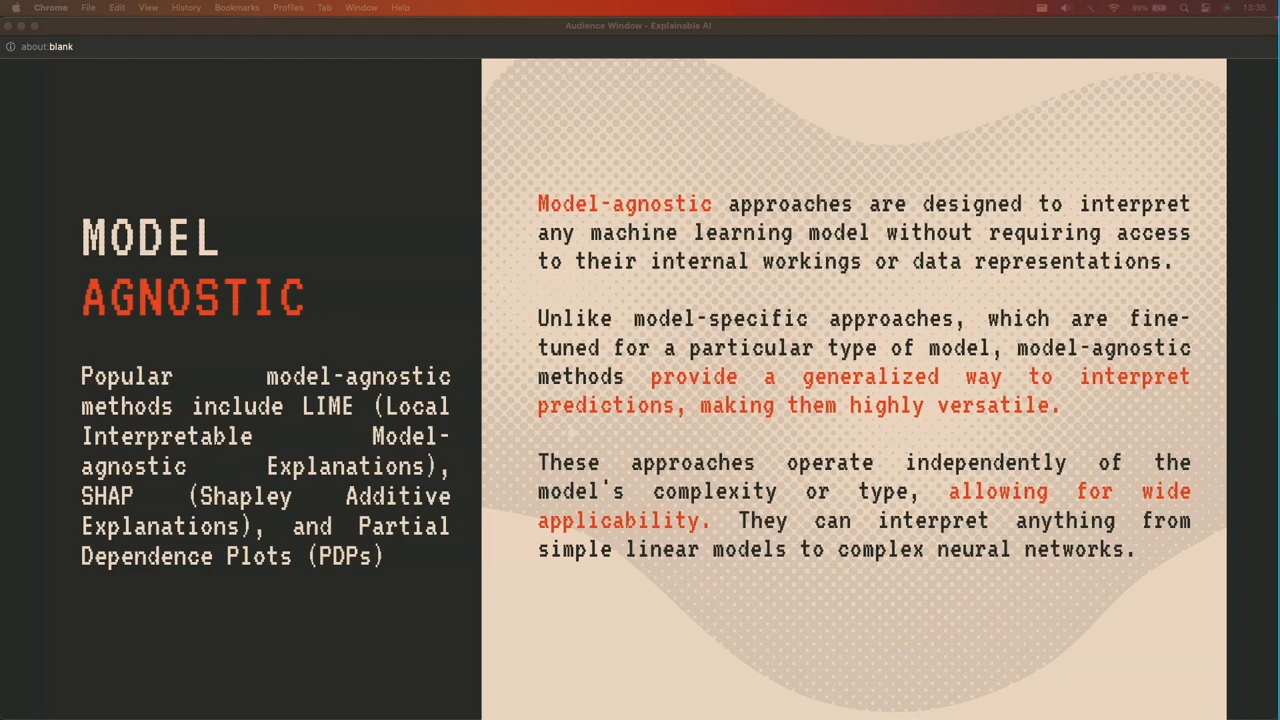 Chrome File Edit View History Bookmarks Profiles Tab Window Help 99% 13:35
Audience Window - Explainable AI
about:blank
MODEL
AGNOSTIC
Popular model-agnostic
methods include LIME (Local
Interpretable Model-
agnostic Explanations),
SHAP (Shapley Additive
Explanations), and Partial
Dependence Plots (PDPs)
Model-agnostic approaches are designed to interpret
any machine learning model without requiring access
to their internal workings or data representations.
Unlike model-specific approaches, which are fine-
tuned for a particular type of model, model-agnostic
methods provide a generalized way to interpret
predictions, making them highly versatile.
These approaches operate independently of the
model's complexity or type, allowing for wide
applicability. They can interpret anything from
simple linear models to complex neural networks.